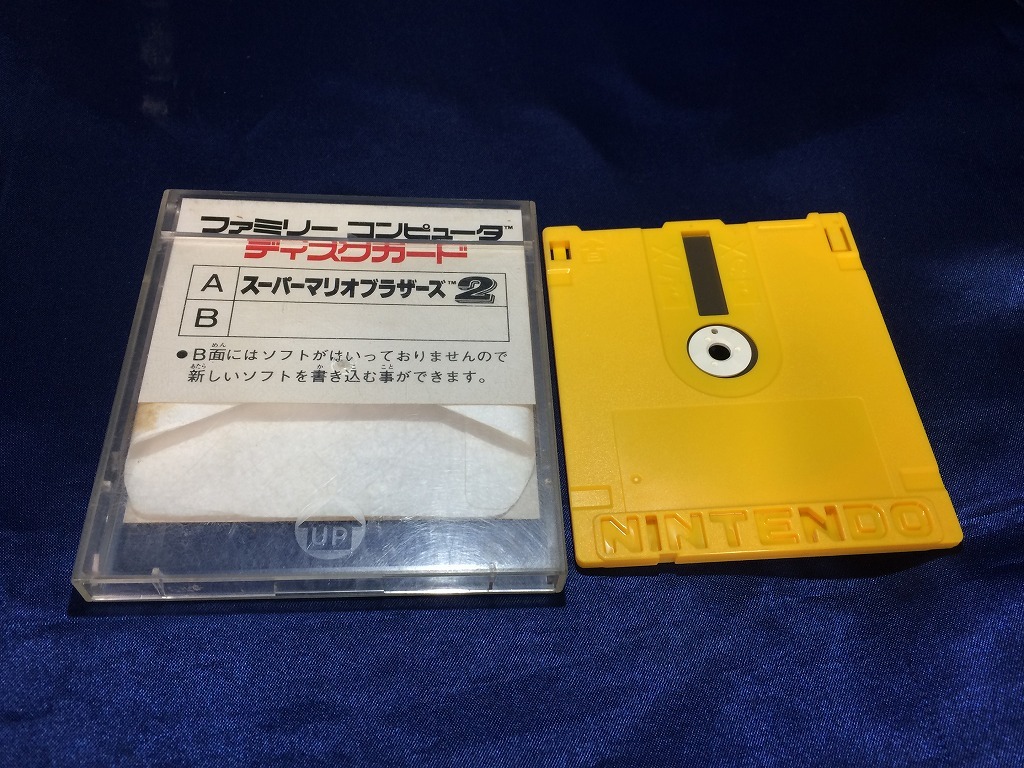 ファミリー コンピュータ™
ディスクカード
A スーパーマリオブラザーズ™2
B
●B面にはソフトがはいっておりませんので
新しいソフトを書き込む事ができます。
UP
NINTENDO